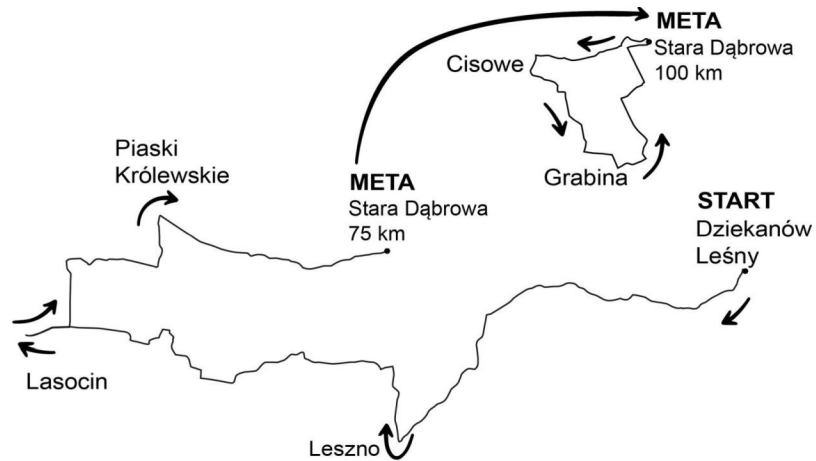 META
Stara Dąbrowa
100 km
Cisowe
Grabina
Piaski
Królewskie
META
Stara Dąbrowa
75 km
START
Dziekanów
Leśny
Lasocin
Leszno